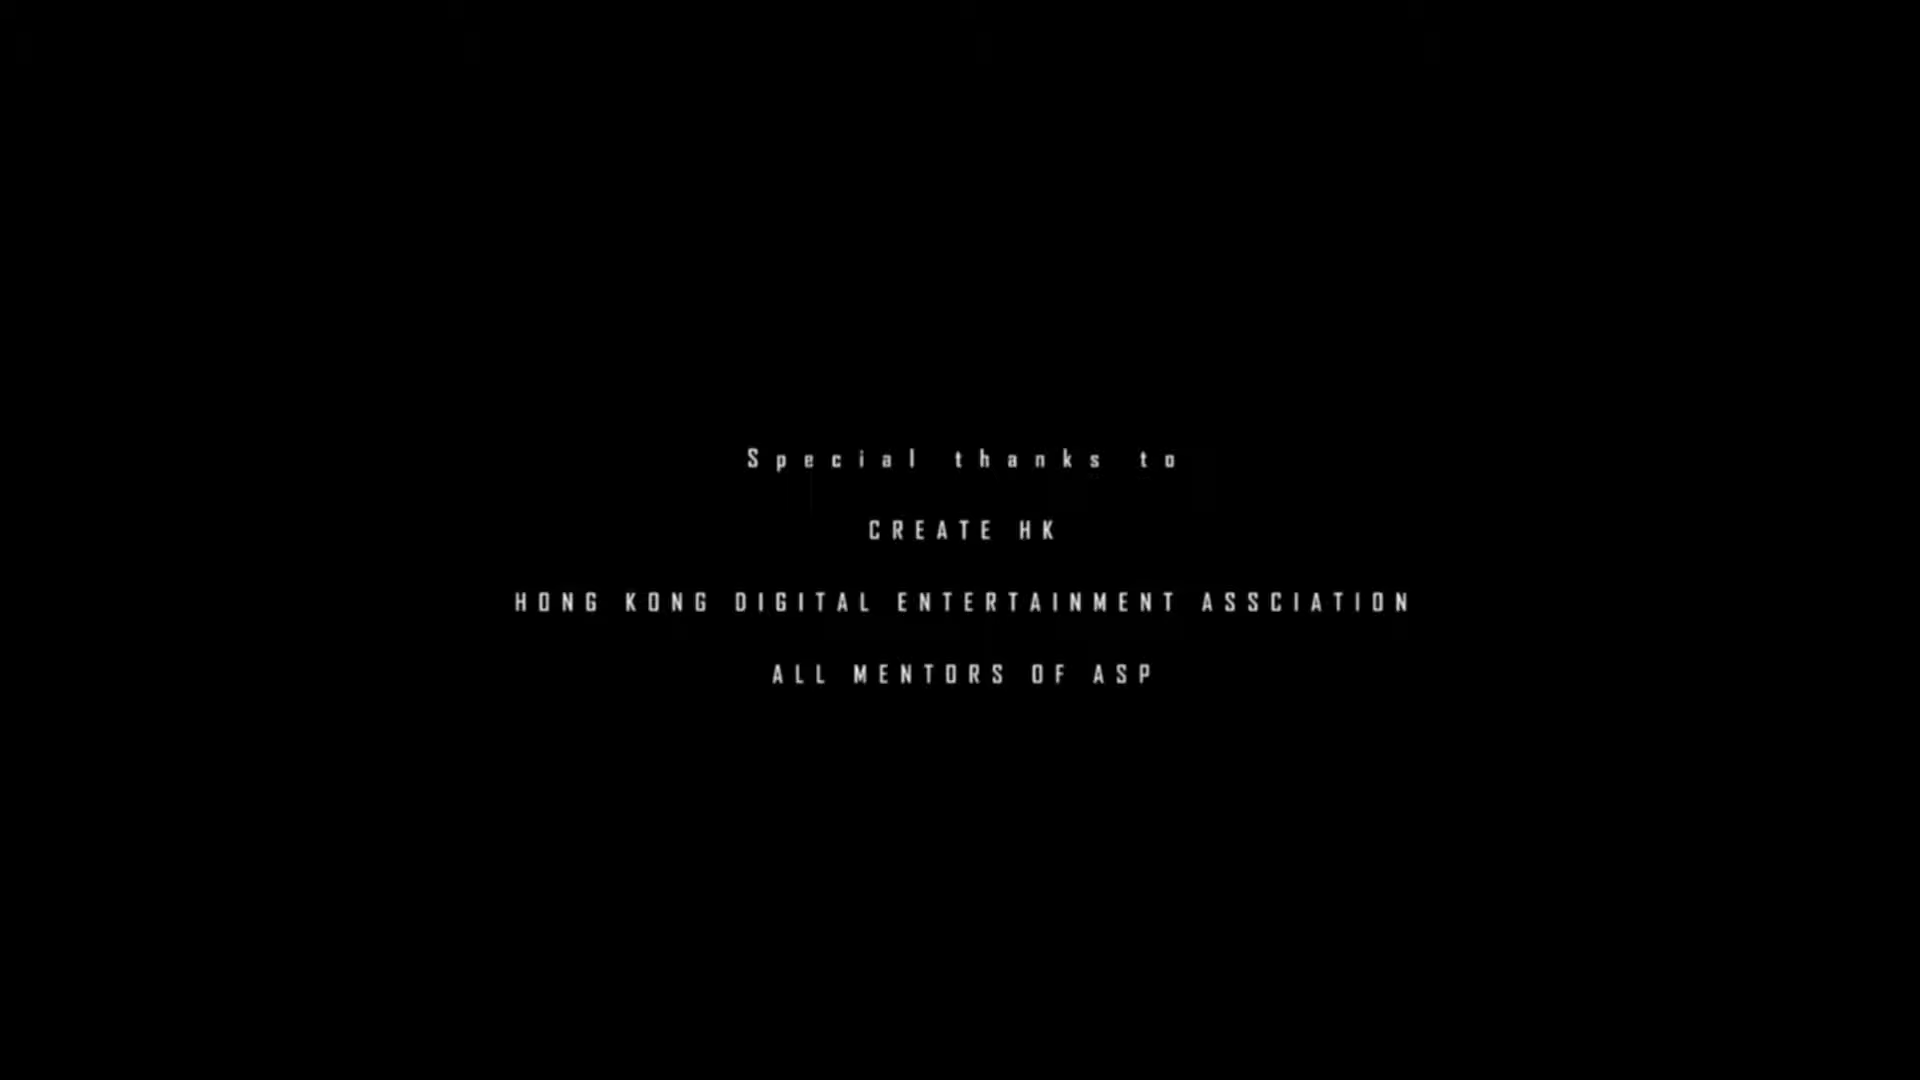 Special thanks to
CREATE HK
HONG KONG DIGITAL ENTERTAINMENT ASSCIATION
ALL MENTORS OF ASP